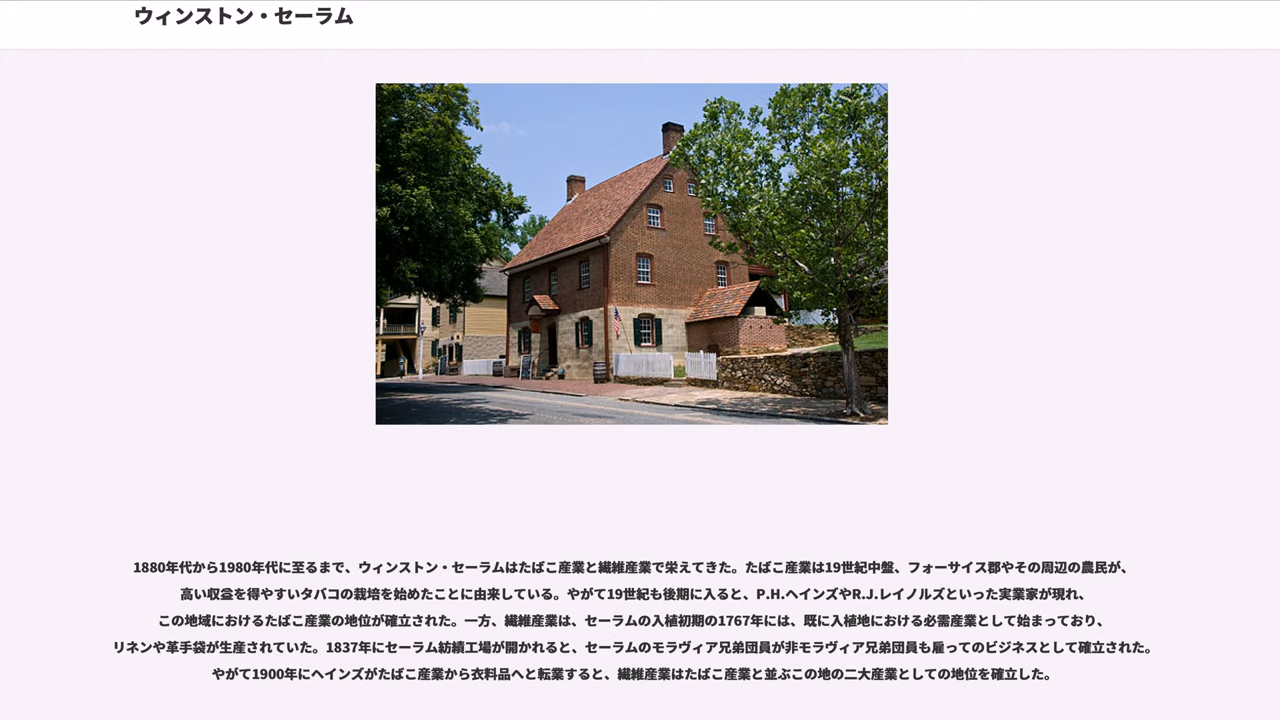 ウィンストン・セーラム
1880年代から1980年代に至るまで、ウィンストン・セーラムはたばこ産業と繊維産業で栄えてきた。たばこ産業は19世紀中盤、フォーサイス郡やその周辺の農民が、
高い収益を得やすいタバコの栽培を始めたことに由来している。やがて19世紀も後期に入ると、P.H.ヘインズやR.J.レイノルズといった実業家が現れ、
この地域におけるたばこ産業の地位が確立された。一方、繊維産業は、セーラムの入植初期の1767年には、既に入植地における必需産業として始まっており、
リネンや革手袋が生産されていた。1837年にセーラム紡績工場が開かれると、セーラムのモラヴィア兄弟団員が非モラヴィア兄弟団員も雇ってのビジネスとして確立された。
やがて1900年にヘインズがたばこ産業から衣料品へと転業すると、繊維産業はたばこ産業と並ぶこの地の二大産業としての地位を確立した。